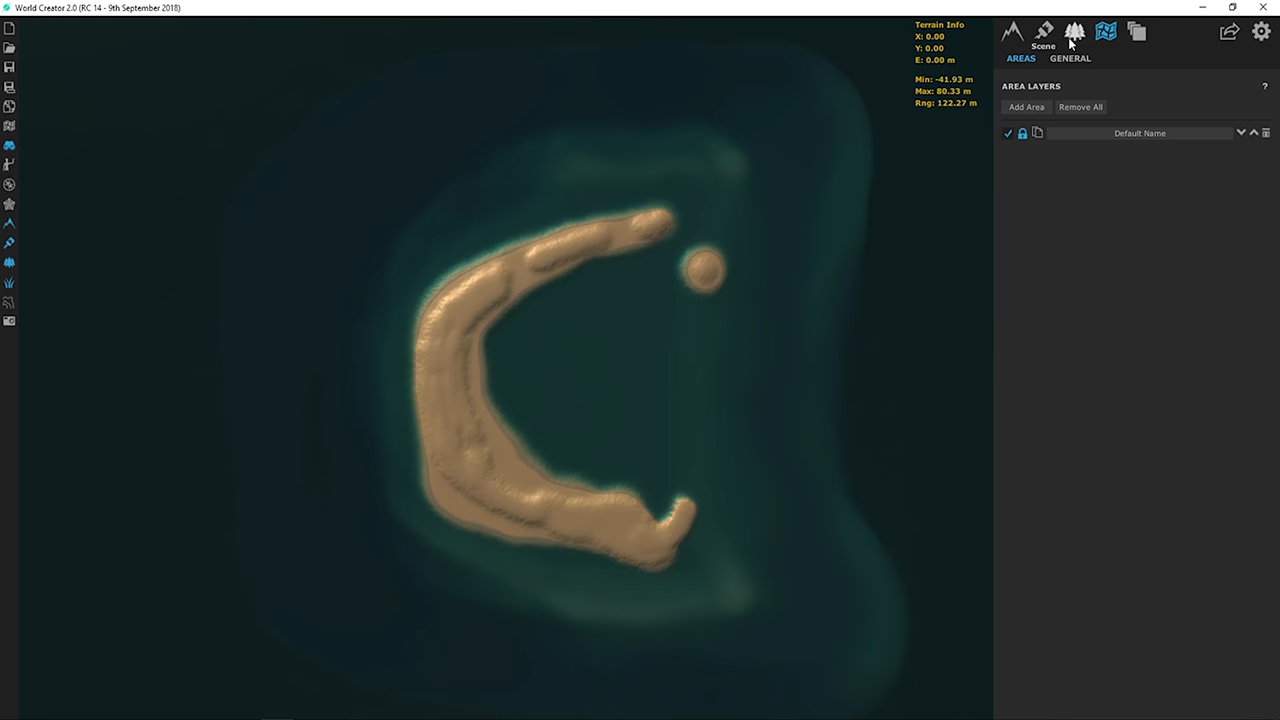 World Creator 2.0 (RC 14 - 9th September 2018)
Terrain Info
X: 0.00
Y: 0.00
E: 0.00 m
Min: -41.93 m
Max: 80.33 m
Rng: 122.27 m
Scene
AREAS GENERAL
AREA LAYERS ?
Add Area Remove All
Default Name